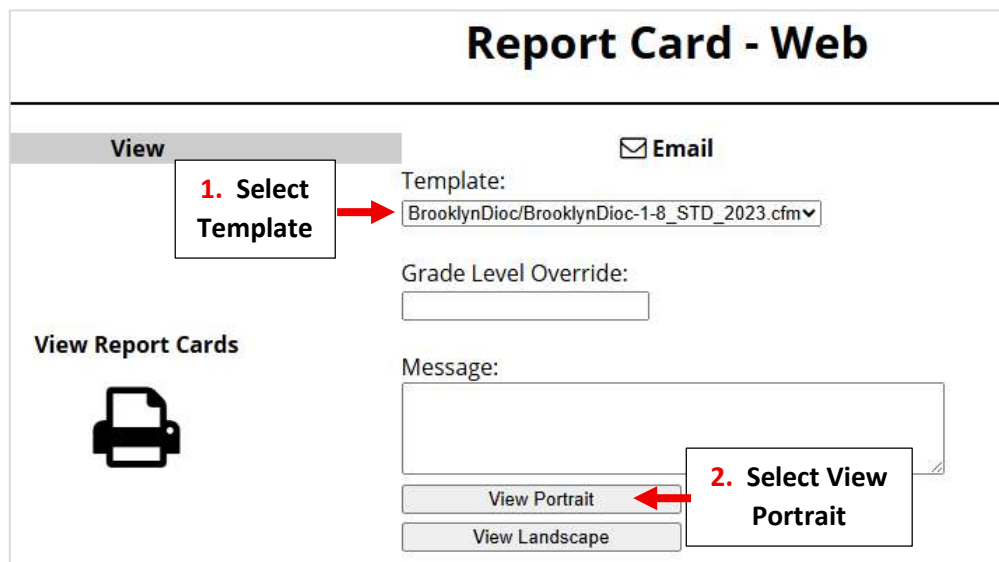 Report Card - Web
View
Email
1. Select
Template
Template:
BrooklynDioc/BrooklynDioc-1-8_STD_2023.cfm
Grade Level Override:
View Report Cards
Message:
2. Select View
Portrait
View Portrait
View Landscape